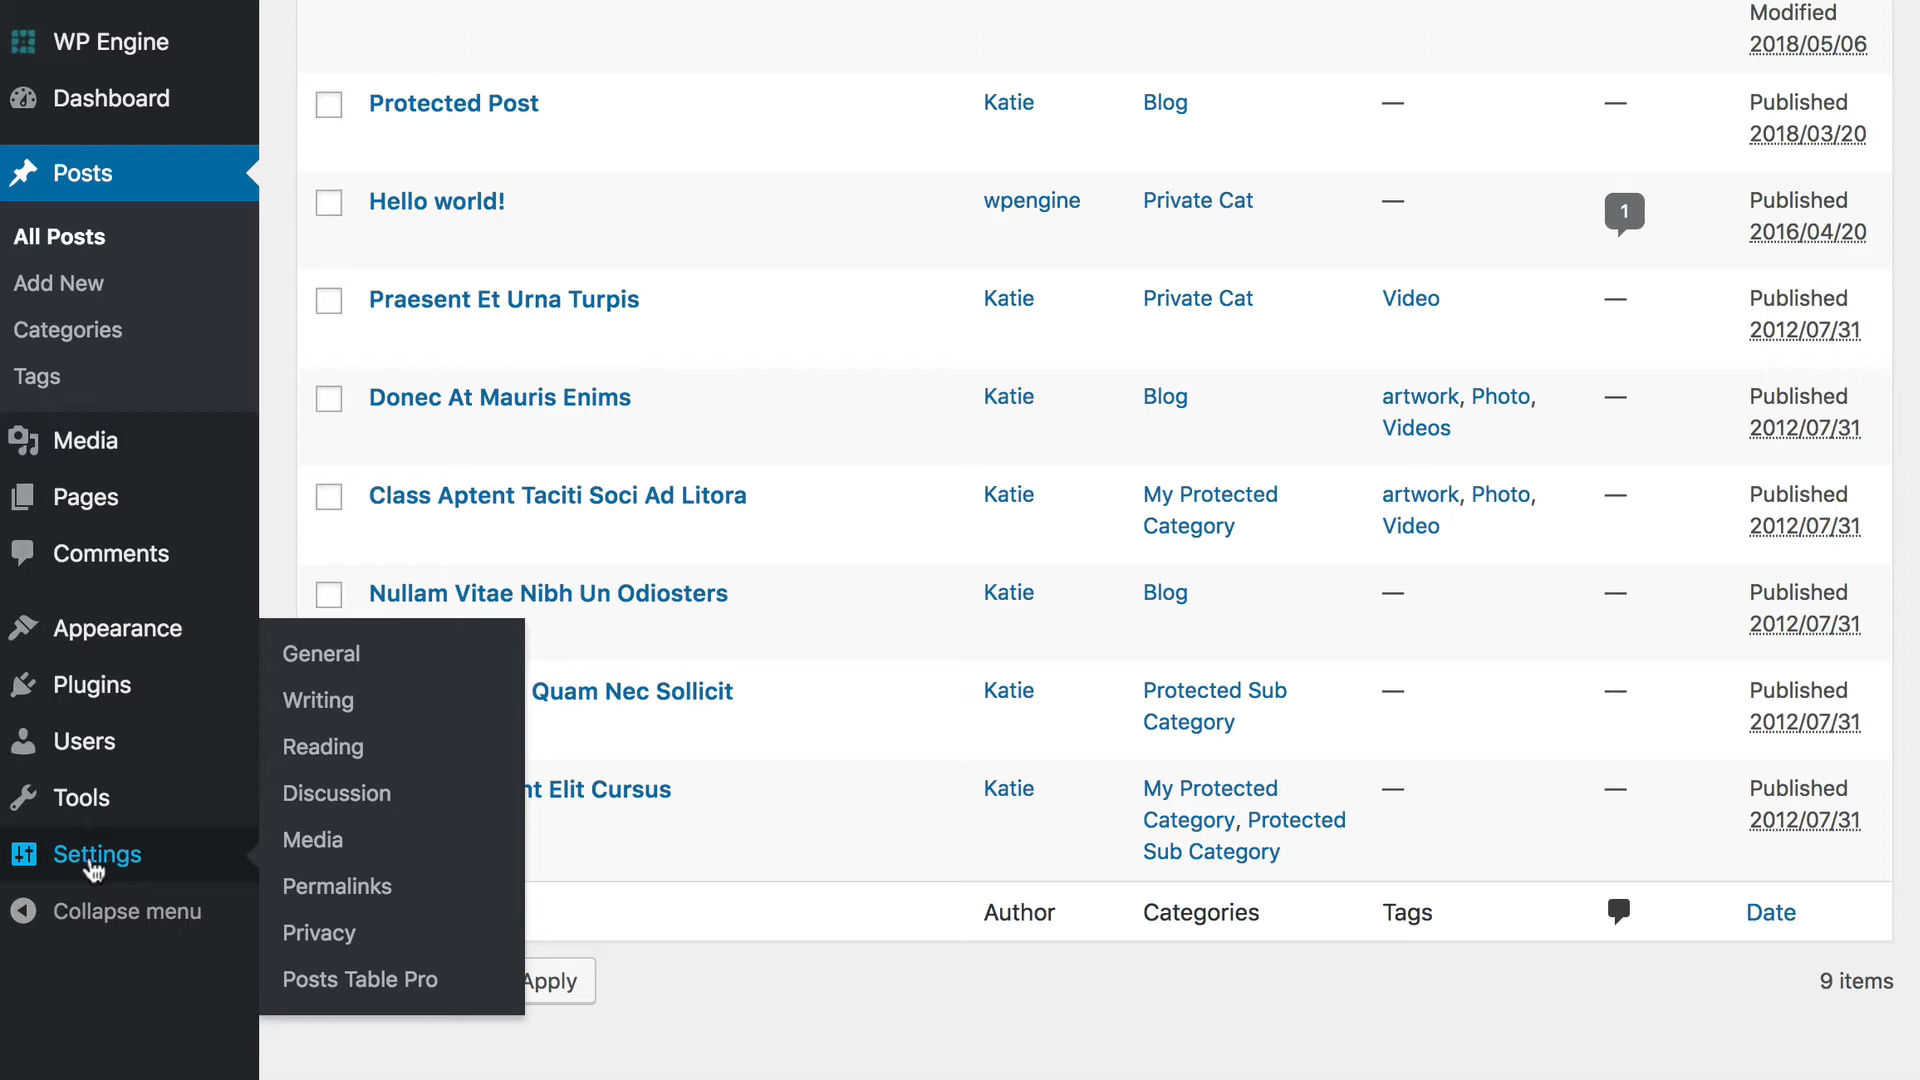 WP Engine
Dashboard
Posts
All Posts
Add New
Categories
Tags
Media
Pages
Comments
Appearance
Plugins
Users
Tools
Settings
Collapse menu
General
Writing
Reading
Discussion
Media
Permalinks
Privacy
Posts Table Pro
Modified
2018/05/06
Protected Post
Katie
Blog
—
—
Published
2018/03/20
Hello world!
wpengine
Private Cat
—
1
Published
2016/04/20
Praesent Et Urna Turpis
Katie
Private Cat
Video
—
Published
2012/07/31
Donec At Mauris Enims
Katie
Blog
artwork, Photo,
Videos
—
Published
2012/07/31
Class Aptent Taciti Soci Ad Litora
Katie
My Protected
Category
artwork, Photo,
Video
—
Published
2012/07/31
Nullam Vitae Nibh Un Odiosters
Katie
Blog
—
—
Published
2012/07/31
Quam Nec Sollicit
Katie
Protected Sub
Category
—
—
Published
2012/07/31
Elit Cursus
Katie
My Protected
Category, Protected
Sub Category
—
—
Published
2012/07/31
Author
Categories
Tags
Date
Apply
9 items